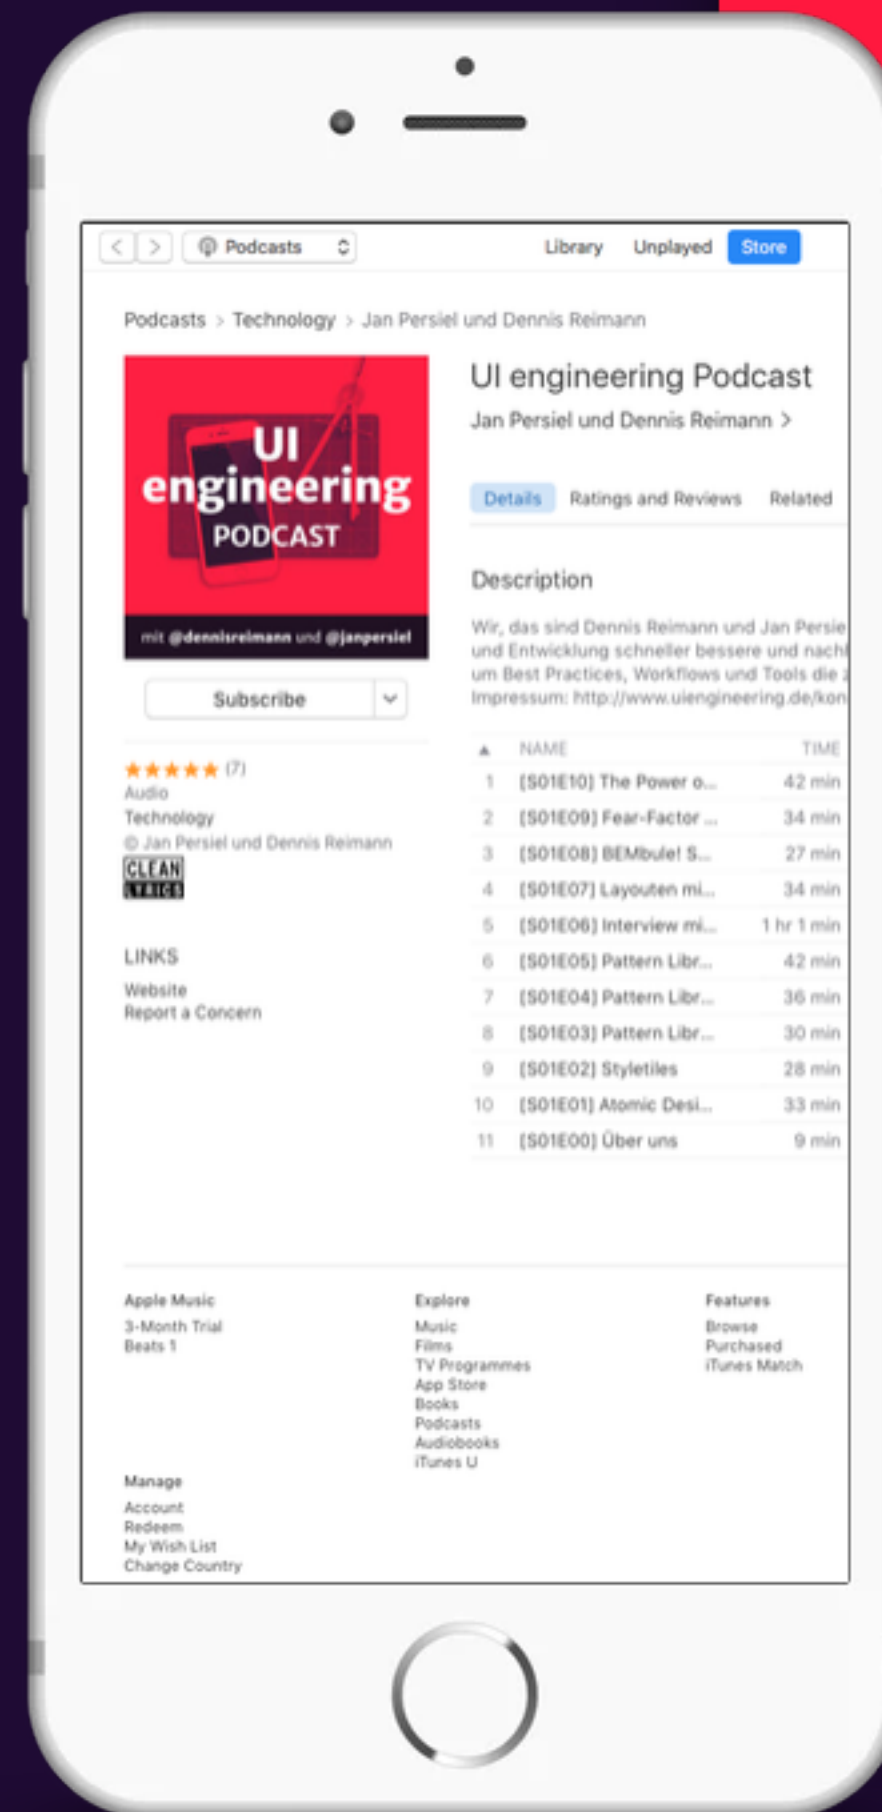 Podcasts
Library
Unplayed
Store
Podcasts > Technology > Jan Persiel und Dennis Reimann
UI
engineering
PODCAST
mit @dennisreimann und @janpersiel
Subscribe
(7)
Audio
Technology
© Jan Persiel und Dennis Reimann
CLEAN
LYRICS
LINKS
Website
Report a Concern
UI engineering Podcast
Jan Persiel und Dennis Reimann >
Details Ratings and Reviews Related
Description
Wir, das sind Dennis Reimann und Jan Persie
und Entwicklung schneller bessere und nachh
um Best Practices, Workflows und Tools die z
Impressum: http://www.uiengineering.de/kon
NAME TIME
1 [S01E10] The Power o... 42 min
2 [S01E09] Fear-Factor ... 34 min
3 [S01E08] BEMbule! S... 27 min
4 [S01E07] Layouten mi... 34 min
5 [S01E06] Interview mi... 1 hr 1 min
6 [S01E05] Pattern Libr... 42 min
7 [S01E04] Pattern Libr... 36 min
8 [S01E03] Pattern Libr... 30 min
9 [S01E02] Styletiles 28 min
10 [S01E01] Atomic Desi... 33 min
11 [S01E00] Über uns 9 min
Apple Music
3-Month Trial
Beats 1
Explore
Music
Films
TV Programmes
App Store
Books
Podcasts
Audiobooks
iTunes U
Features
Browse
Purchased
iTunes Match
Manage
Account
Redeem
My Wish List
Change Country